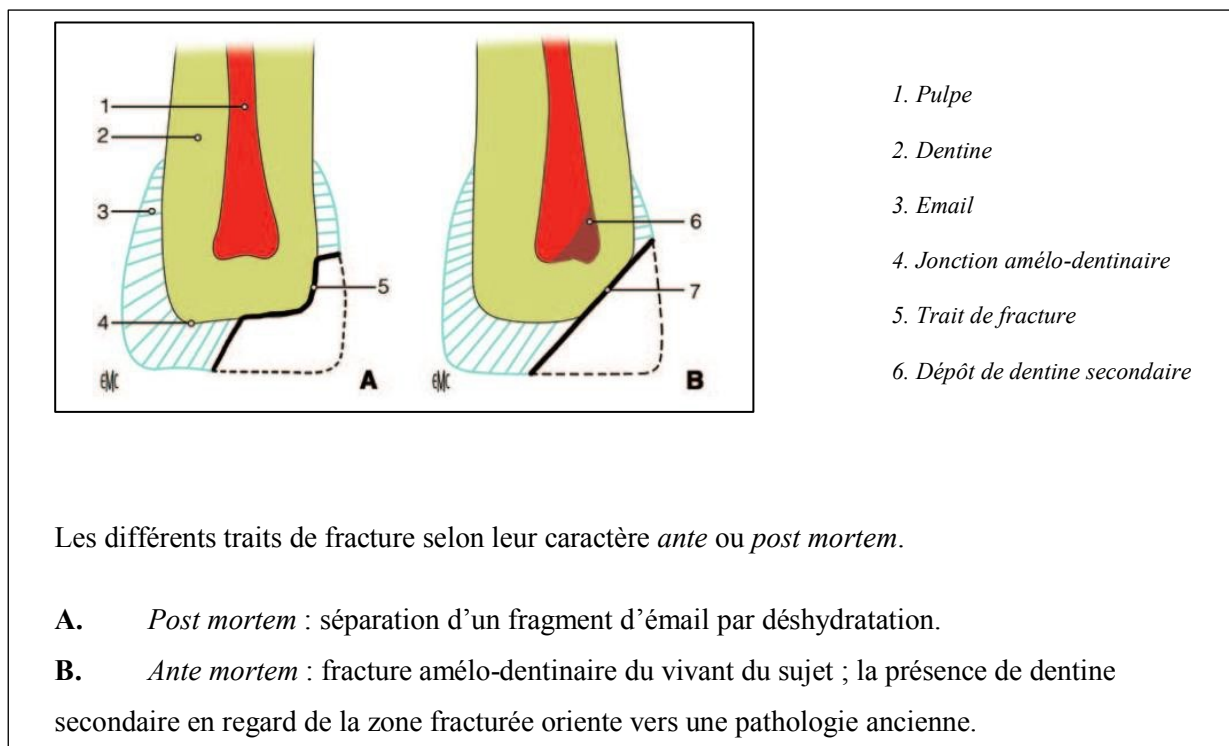 1
2
3
4
5
A
EMC
6
7
B
EMC
1. Pulpe
2. Dentine
3. Email
4. Jonction amélo-dentinaire
5. Trait de fracture
6. Dépôt de dentine secondaire
Les différents traits de fracture selon leur caractère ante ou post mortem.
A. Post mortem : séparation d’un fragment d’émail par déshydratation.
B. Ante mortem : fracture amélo-dentinaire du vivant du sujet ; la présence de dentine
secondaire en regard de la zone fracturée oriente vers une pathologie ancienne.